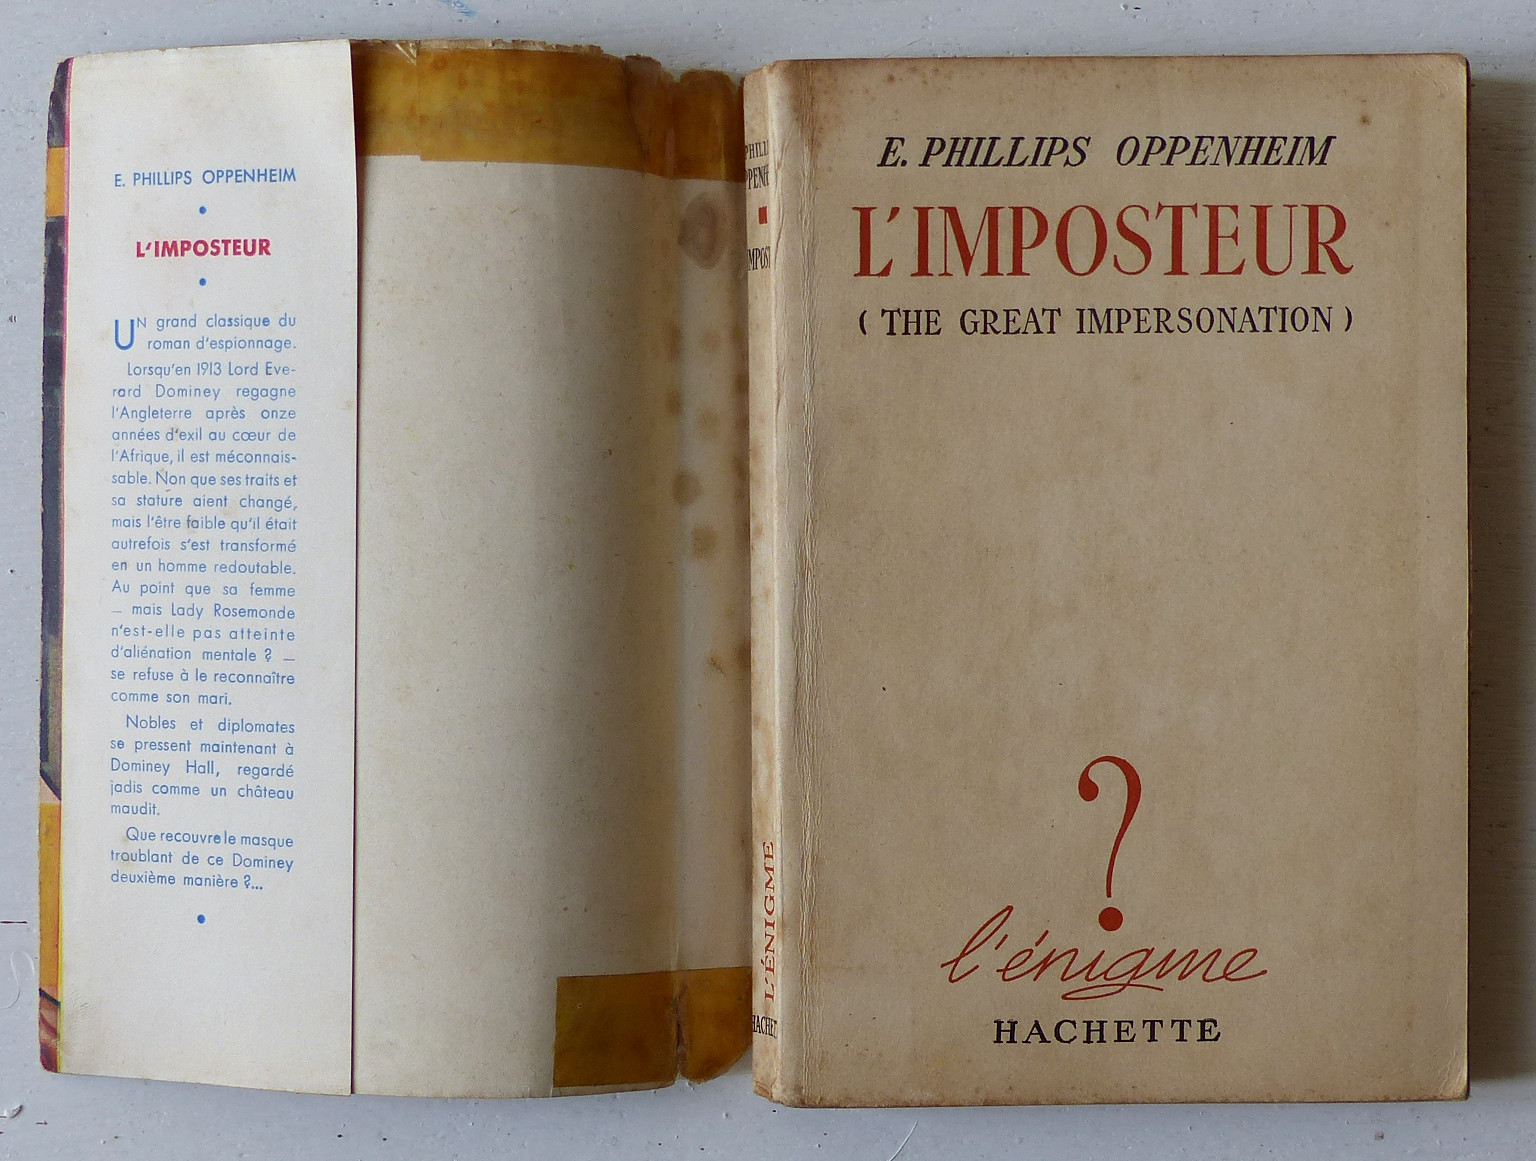 E. PHILLIPS OPPENHEIM
L'IMPOSTEUR
UN grand classique du
roman d'espionnage.
Lorsqu'en 1913 Lord Eve-
rard Dominey regagne
l'Angleterre après onze
années d'exil au cœur de
l'Afrique, il est méconnais-
sable. Non que ses traits et
sa stature aient changé,
mais l'être faible qu'il était
autrefois s'est transformé
en un homme redoutable.
Au point que sa femme
— mais Lady Rosemonde
n'est-elle pas atteinte
d'aliénation mentale ? —
se refuse à le reconnaître
comme son mari.
Nobles et diplomates
se pressent maintenant à
Dominey Hall, regardé
jadis comme un château
maudit.
Que recouvre le masque
troublant de ce Dominey
deuxième manière ?...
L'ÉNIGME
E. PHILLIPS OPPENHEIM
L'IMPOSTEUR
( THE GREAT IMPERSONATION )
?
l'énigme
HACHETTE